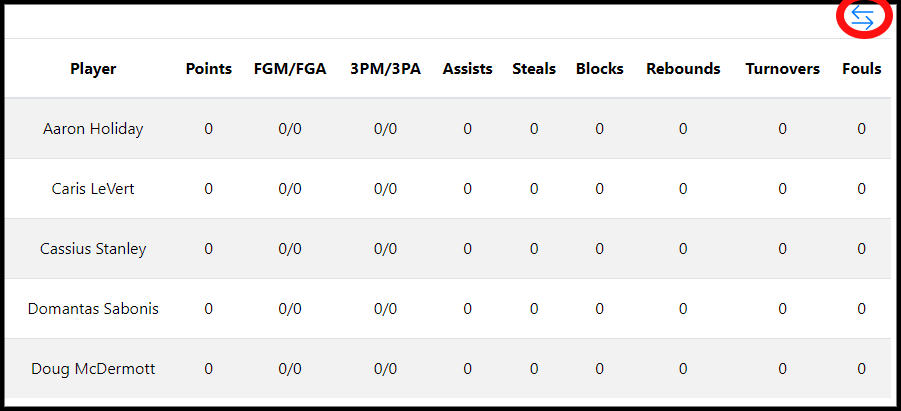 Player Points FGM/FGA 3PM/3PA Assists Steals Blocks Rebounds Turnovers Fouls
Aaron Holiday 0 0/0 0/0 0 0 0 0 0 0
Caris LeVert 0 0/0 0/0 0 0 0 0 0 0
Cassius Stanley 0 0/0 0/0 0 0 0 0 0 0
Domantas Sabonis 0 0/0 0/0 0 0 0 0 0 0
Doug McDermott 0 0/0 0/0 0 0 0 0 0 0